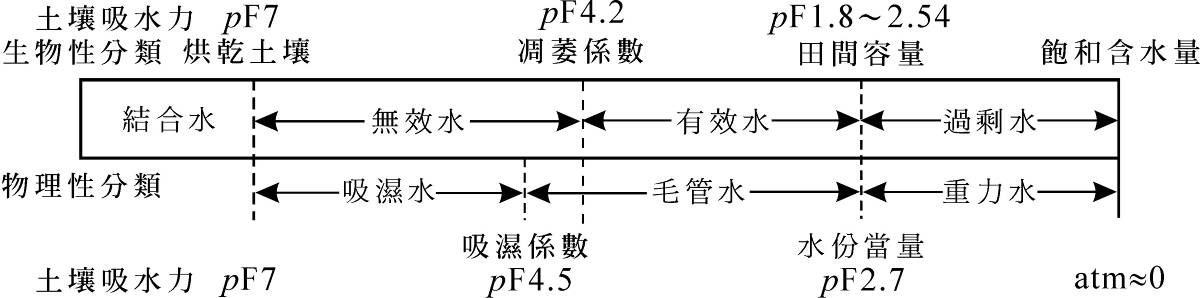 土壤吸水力 pF7 pF4.2 pF1.8～2.54
生物性分類 烘乾土壤 凋萎係數 田間容量 飽和含水量
結合水 無效水 有效水 過剩水
物理性分類 吸濕水 毛管水 重力水
吸濕係數 水份當量
土壤吸水力 pF7 pF4.5 pF2.7 atm≈0